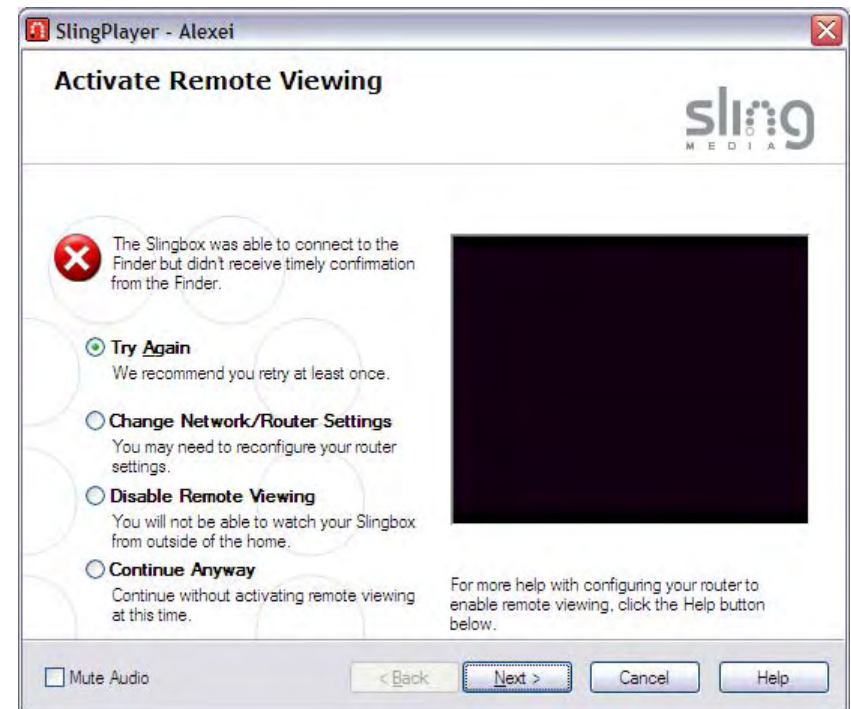 SlingPlayer - Alexei
Activate Remote Viewing
sling
MEDIA
The Slingbox was able to connect to the
Finder but didn't receive timely confirmation
from the Finder.
Try Again
We recommend you retry at least once.
Change Network/Router Settings
You may need to reconfigure your router
settings.
Disable Remote Viewing
You will not be able to watch your Slingbox
from outside of the home.
Continue Anyway
Continue without activating remote viewing
at this time.
For more help with configuring your router to
enable remote viewing, click the Help button
below.
Mute Audio
< Back
Next >
Cancel
Help